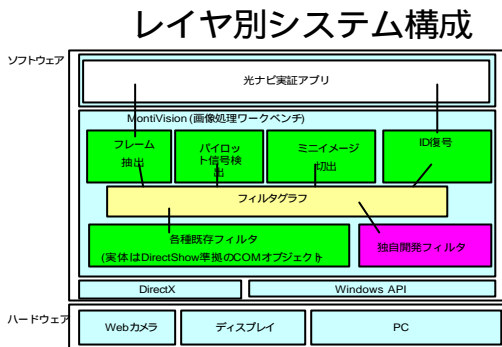 レイヤ別システム構成
ソフトウェア
光ナビ実証アプリ
MontiVision (画像処理ワークベンチ)
フレーム
抽出
パイロッ
ト信号検
出
ミニイメージ
切出
ID復号
フィルタグラフ
各種既存フィルタ
(実体はDirectShow準拠のCOMオブジェクト)
独自開発フィルタ
DirectX
Windows API
ハードウェア
Webカメラ
ディスプレイ
PC